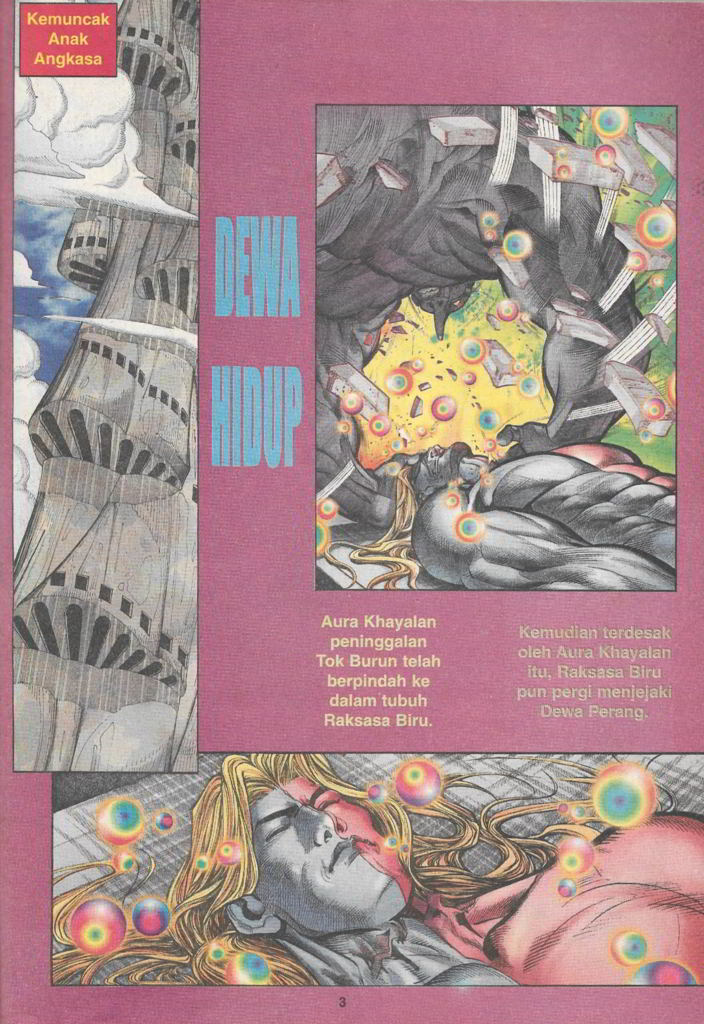 Kemuncak
Anak
Angkasa
DEWA
HIDUP
Aura Khayalan
peninggalan
Tok Burun telah
berpindah ke
dalam tubuh
Raksasa Biru.
Kemudian terdesak
oleh Aura Khayalan
itu, Raksasa Biru
pun pergi menjejaki
Dewa Perang.
3